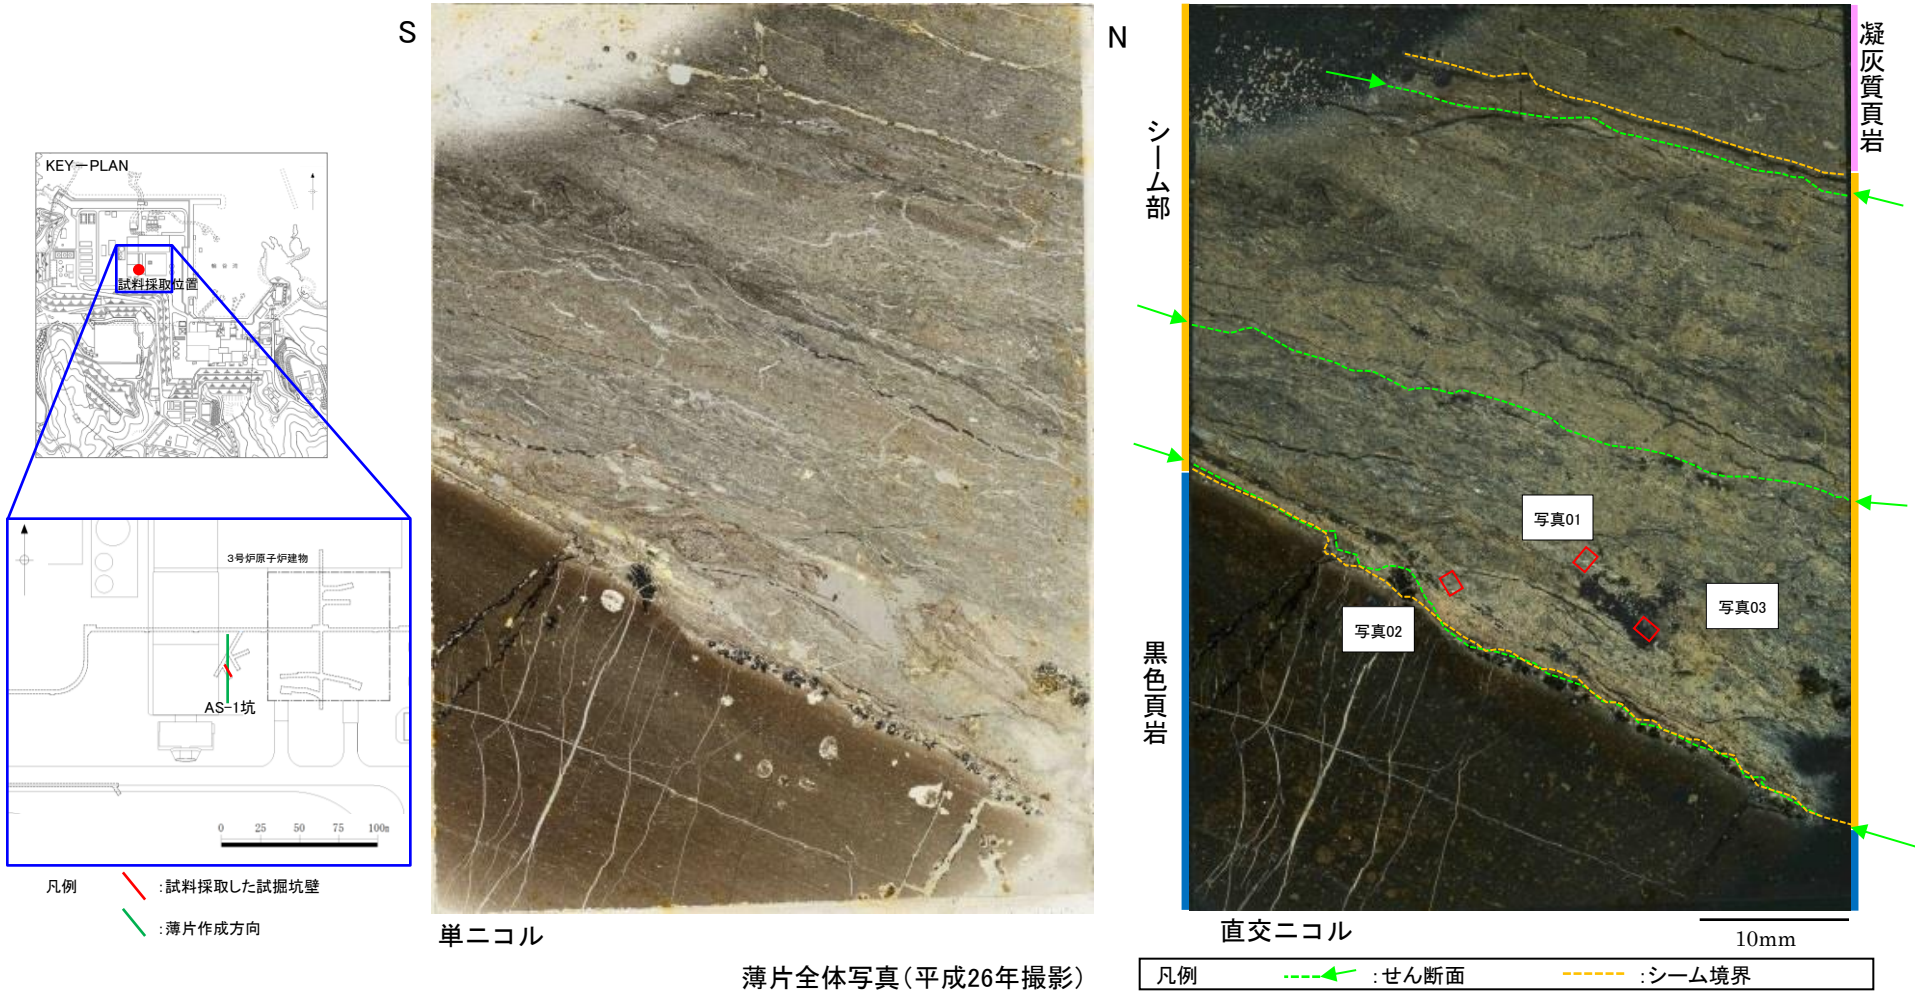 S
N
KEY-PLAN
試料採取位置
3号炉原子炉建物
AS-1坑
0 25 50 75 100m
凡例
:試料採取した試掘坑壁
:薄片作成方向
シーム部
黒色頁岩
凝灰質頁岩
写真01
写真02
写真03
単ニコル
直交ニコル
10mm
薄片全体写真(平成26年撮影)
凡例 :せん断面 :シーム境界